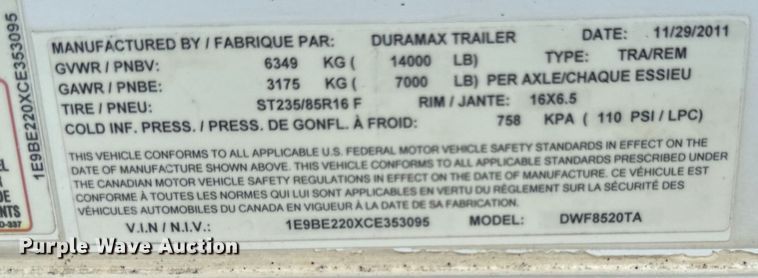 MANUFACTURED BY / FABRIQUE PAR: DURAMAX TRAILER DATE: 11/29/2011
GVWR / PNBV: 6349 KG ( 14000 LB) TYPE: TRA/REM
GAWR / PNBE: 3175 KG ( 7000 LB) PER AXLE/CHAQUE ESSIEU
TIRE / PNEU: ST235/85R16 F RIM / JANTE: 16X6.5
COLD INF. PRESS. / PRESS. DE GONFL. À FROID: 758 KPA ( 110 PSI / LPC)
THIS VEHICLE CONFORMS TO ALL APPLICABLE U.S. FEDERAL MOTOR VEHICLE SAFETY STANDARDS IN EFFECT ON THE
DATE OF MANUFACTURE SHOWN ABOVE. THIS VEHICLE CONFORMS TO ALL APPLICABLE STANDARDS PRESCRIBED UNDER
THE CANADIAN MOTOR VEHICLE SAFETY REGULATIONS IN EFFECT ON THE DATE OF MANUFACTURE. CE VÉHICULE EST
CONFORME À TOUTES LES NORMES QUI LUI SONT APPLICABLES EN VERTU DU RÈGLEMENT SUR LA SÉCURITÉ DES
VÉHICULES AUTOMOBILES DU CANADA EN VIGUEUR À LA DATE DE SA FABRICATION.
V.I.N / N.I.V.: 1E9BE220XCE353095 MODEL: DWF8520TA
1E9BE220XCE353095
Purple Wave Auction